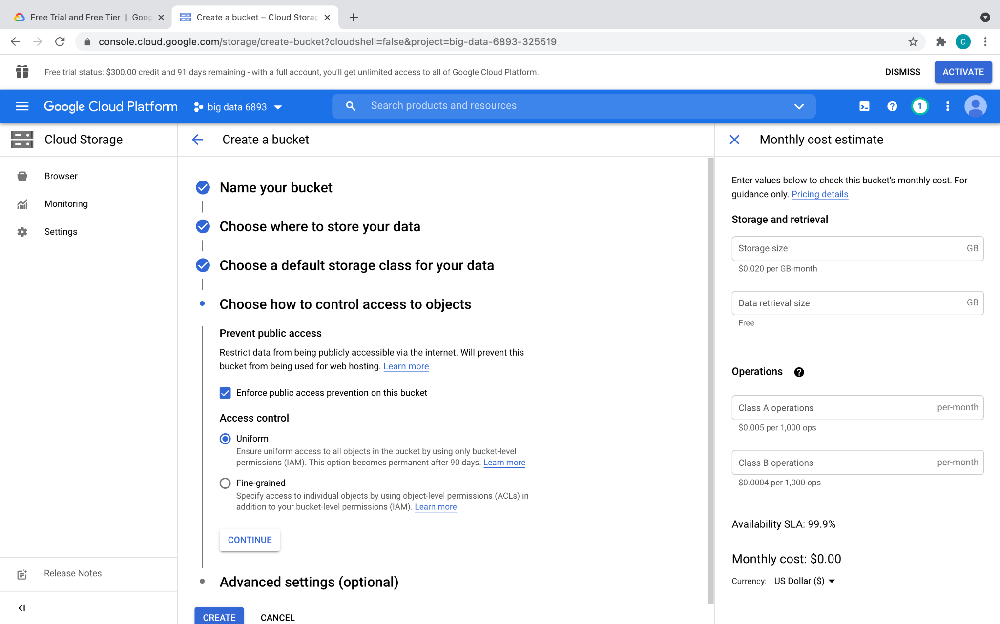 Free Trial and Free Tier | Goog
Create a bucket – Cloud Storag
console.cloud.google.com/storage/create-bucket?cloudshell=false&project=big-data-6893-325519
C
Free trial status: $300.00 credit and 91 days remaining - with a full account, you'll get unlimited access to all of Google Cloud Platform.
DISMISS
ACTIVATE
Google Cloud Platform
big data 6893
Search products and resources
1
Cloud Storage
Browser
Monitoring
Settings
Release Notes
Create a bucket
Name your bucket
Choose where to store your data
Choose a default storage class for your data
Choose how to control access to objects
Prevent public access
Restrict data from being publicly accessible via the internet. Will prevent this
bucket from being used for web hosting. Learn more
Enforce public access prevention on this bucket
Access control
Uniform
Ensure uniform access to all objects in the bucket by using only bucket-level
permissions (IAM). This option becomes permanent after 90 days. Learn more
Fine-grained
Specify access to individual objects by using object-level permissions (ACLs) in
addition to your bucket-level permissions (IAM). Learn more
CONTINUE
Advanced settings (optional)
CREATE
CANCEL
Monthly cost estimate
Enter values below to check this bucket's monthly cost. For
guidance only. Pricing details
Storage and retrieval
Storage size GB
$0.020 per GB-month
Data retrieval size GB
Free
Operations
Class A operations per-month
$0.005 per 1,000 ops
Class B operations per-month
$0.0004 per 1,000 ops
Availability SLA: 99.9%
Monthly cost: $0.00
Currency: US Dollar ($)